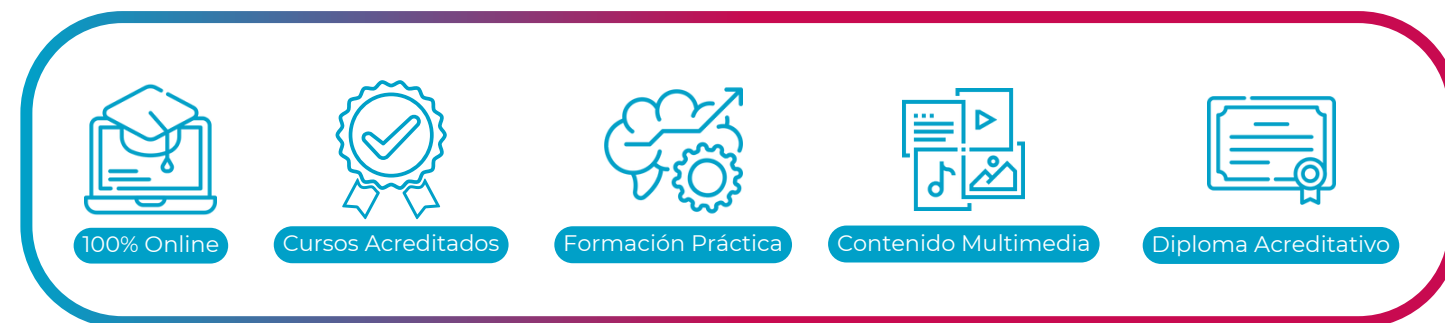 100% Online
Cursos Acreditados
Formación Práctica
Contenido Multimedia
Diploma Acreditativo